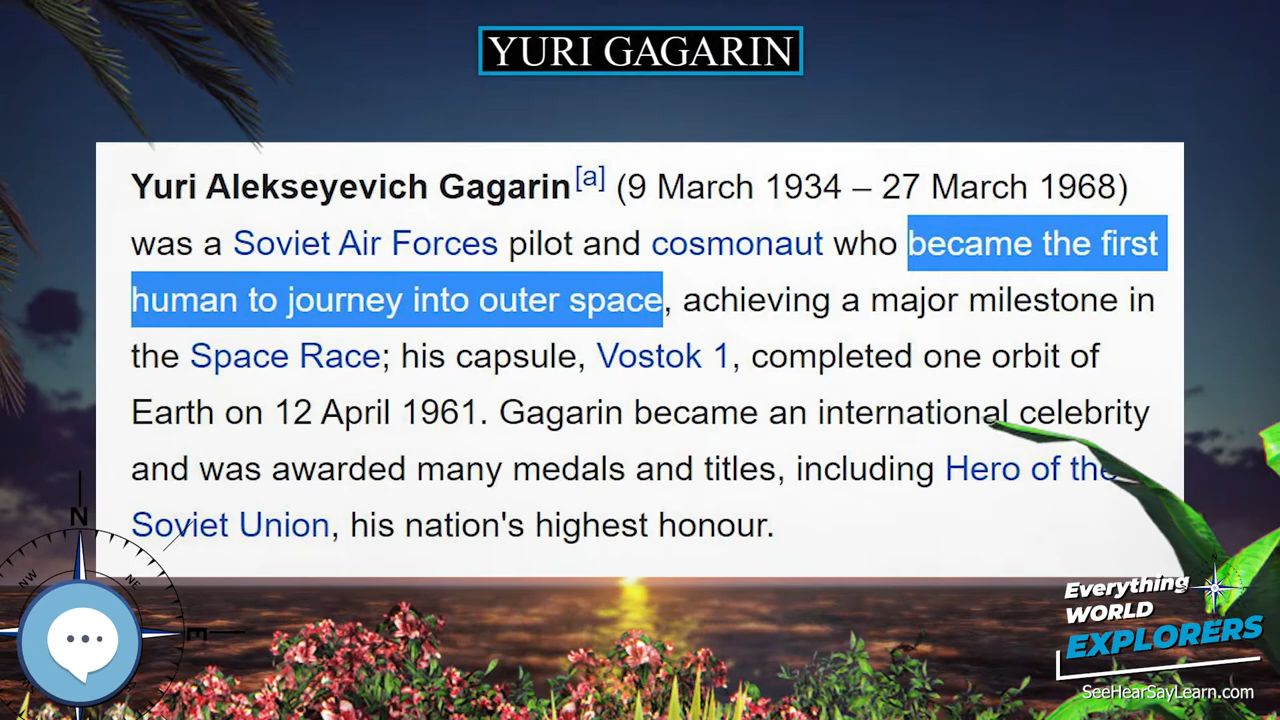 YURI GAGARIN
Yuri Alekseyevich Gagarin[a] (9 March 1934 – 27 March 1968)
was a Soviet Air Forces pilot and cosmonaut who became the first
human to journey into outer space, achieving a major milestone in
the Space Race; his capsule, Vostok 1, completed one orbit of
Earth on 12 April 1961. Gagarin became an international celebrity
and was awarded many medals and titles, including Hero of the
Soviet Union, his nation's highest honour.
N
NW
NE
E
Everything
WORLD
EXPLORERS
SeeHearSayLearn.com